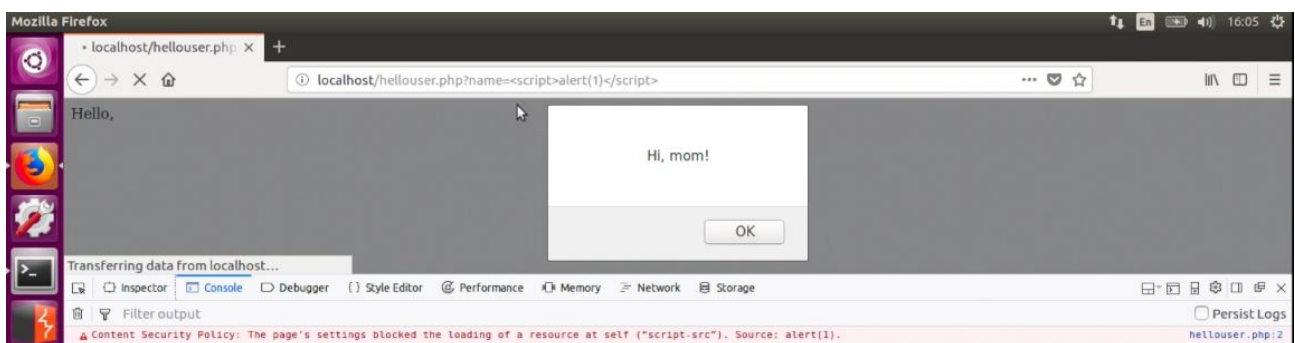 Mozilla Firefox
En 16:05
• localhost/hellouser.php × +
localhost/hellouser.php?name=<script>alert(1)</script>
Hello,
Hi, mom!
OK
Transferring data from localhost...
Inspector Console Debugger {} Style Editor Performance Memory Network Storage
Filter output Persist Logs
Content Security Policy: The page's settings blocked the loading of a resource at self ("script-src"). Source: alert(1). hellouser.php:2